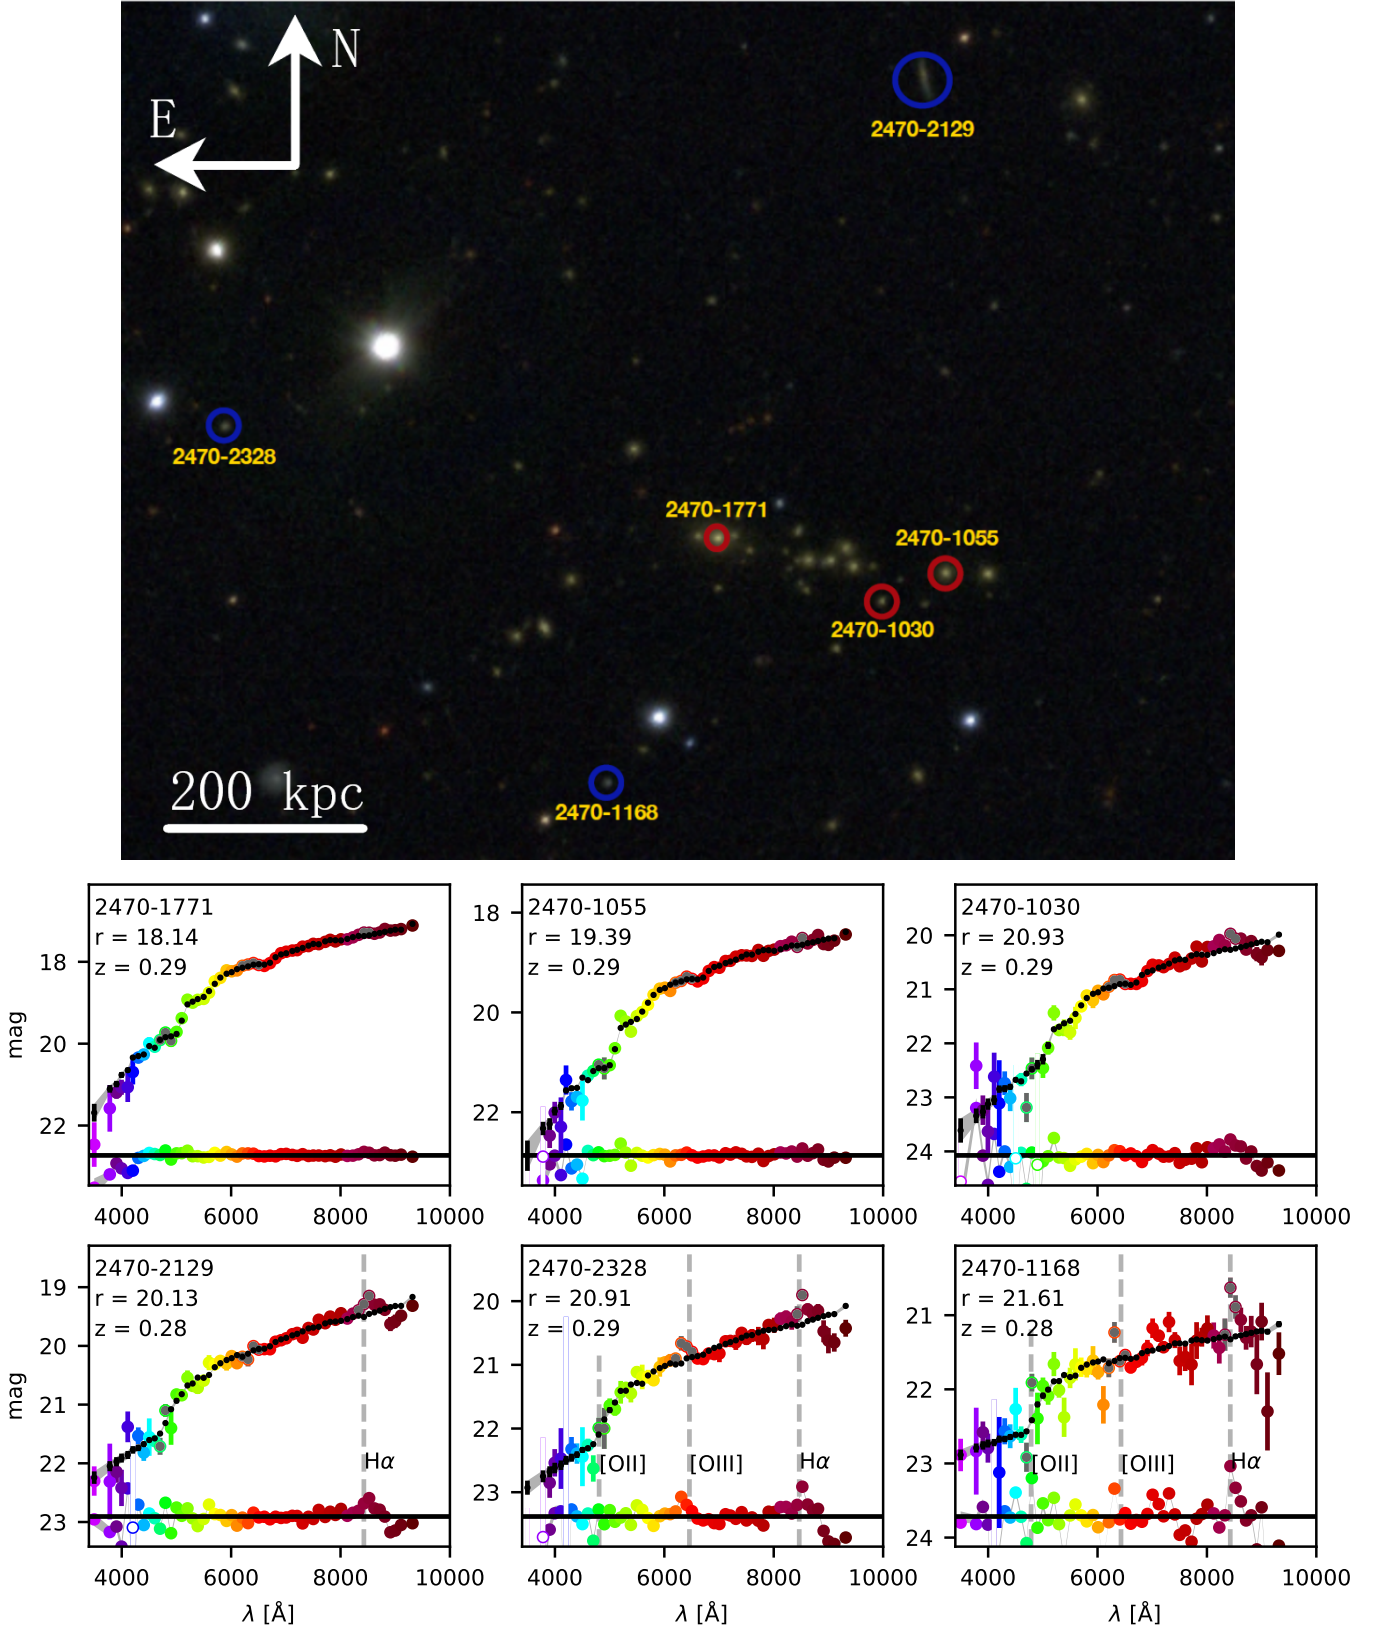 N
E
2470-2129
2470-2328
2470-1771
2470-1055
2470-1030
200 kpc
2470-1168
2470-1771
r = 18.14
z = 0.29
mag
18
20
22
4000 6000 8000 10000
2470-1055
r = 19.39
z = 0.29
18
20
22
4000 6000 8000 10000
2470-1030
r = 20.93
z = 0.29
20
21
22
23
24
4000 6000 8000 10000
2470-2129
r = 20.13
z = 0.28
Hα
mag
19
20
21
22
23
4000 6000 8000 10000
λ [Å]
2470-2328
r = 20.91
z = 0.29
[OII] [OIII] Hα
20
21
22
23
4000 6000 8000 10000
λ [Å]
2470-1168
r = 21.61
z = 0.28
[OII] [OIII] Hα
21
22
23
24
4000 6000 8000 10000
λ [Å]